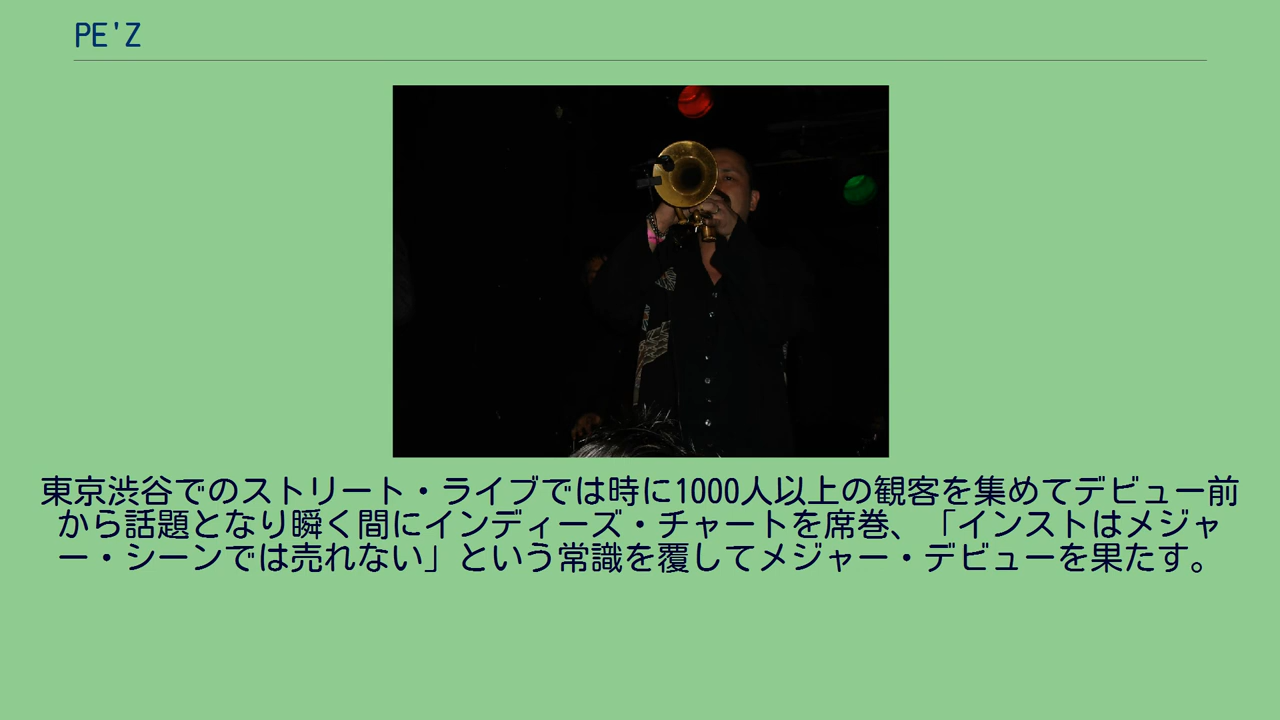 PE'Z
東京渋谷でのストリート・ライブでは時に1000人以上の観客を集めてデビュー前
から話題となり瞬く間にインディーズ・チャートを席巻、「インストはメジャ
ー・シーンでは売れない」という常識を覆してメジャー・デビューを果たす。